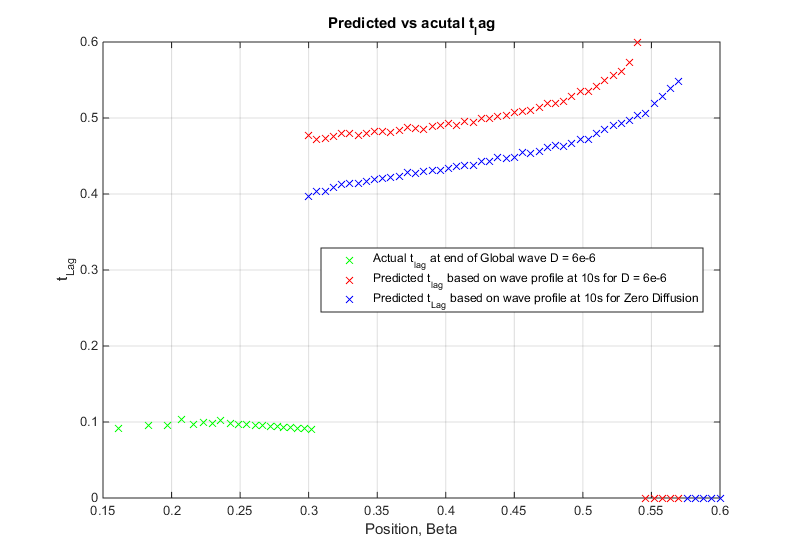 Predicted vs acutal t_lag
0.6
0.5
0.4
0.3
0.2
0.1
0
t_Lag
Actual t_lag at end of Global wave D = 6e-6
Predicted t_lag based on wave profile at 10s for D = 6e-6
Predicted t_Lag based on wave profile at 10s for Zero Diffusion
0.15 0.2 0.25 0.3 0.35 0.4 0.45 0.5 0.55 0.6
Position, Beta